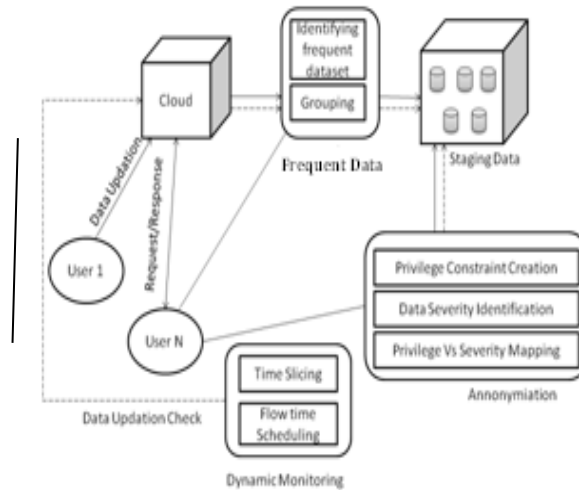 Identifying
frequent
dataset
Grouping
Cloud
Frequent Data
Staging Data
Data Updation
Request/Response
User 1
User N
Privilege Constraint Creation
Data Severity Identification
Privilege Vs Severity Mapping
Annonymiation
Time Slicing
Flow time
Scheduling
Data Updation Check
Dynamic Monitoring